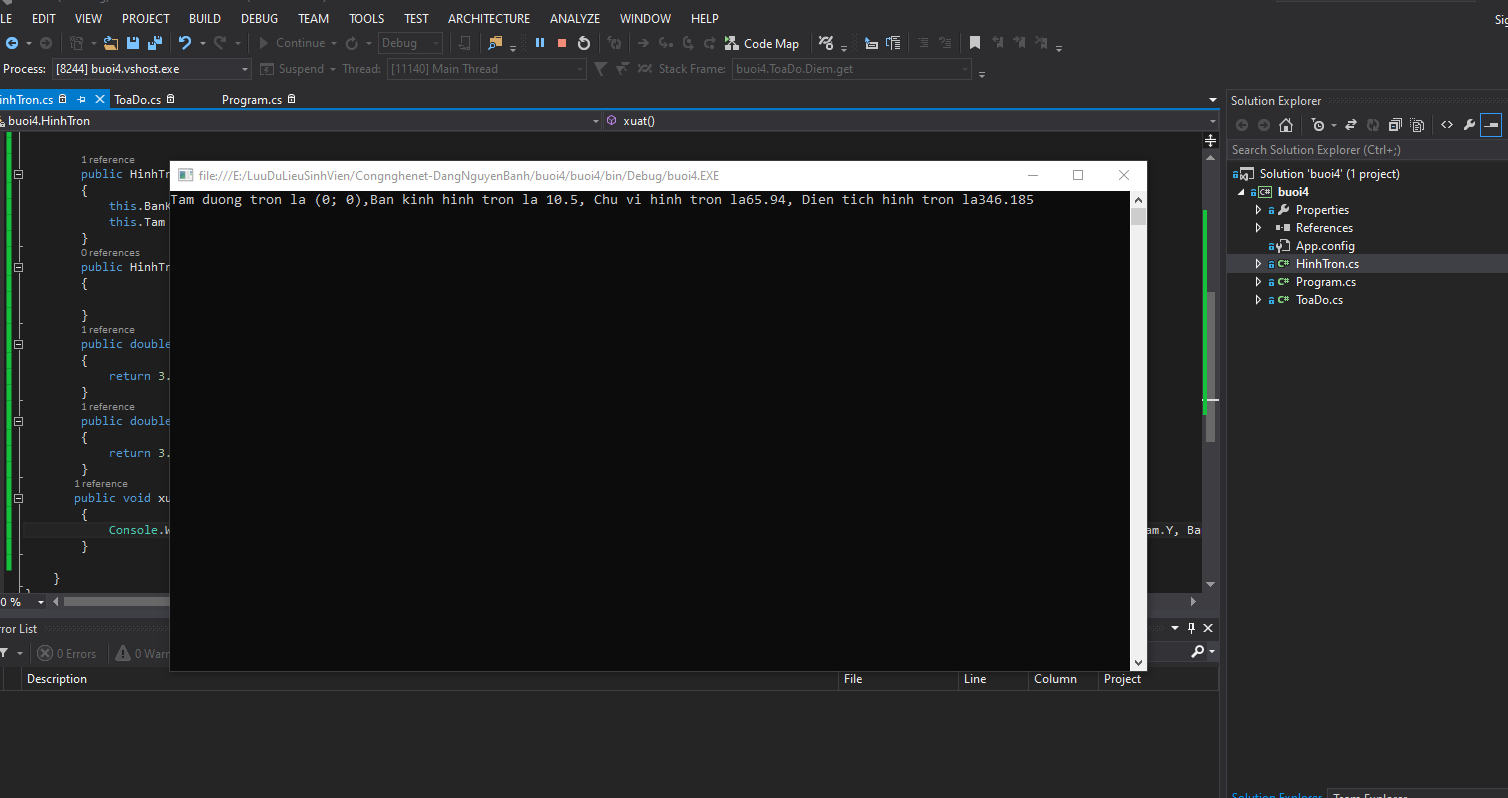 LE EDIT VIEW PROJECT BUILD DEBUG TEAM TOOLS TEST ARCHITECTURE ANALYZE WINDOW HELP
Continue Debug Code Map
Process: [8244] buoi4.vshost.exe Suspend Thread: [11140] Main Thread Stack Frame: buoi4.ToaDo.Diem.get
inhTron.cs ToaDo.cs Program.cs
buoi4.HinhTron xuat()
1 reference
public HinhTr
{
this.Bank
this.Tam
}
0 references
public HinhTr
{
}
1 reference
public double
{
return 3.
}
1 reference
public double
{
return 3.
}
1 reference
public void xu
{
Console.W am.Y, Ba
}
}
0 %
file:///E:/LuuDuLieuSinhVien/Congnghenet-DangNguyenBanh/buoi4/buoi4/bin/Debug/buoi4.EXE
Tam duong tron la (0; 0),Ban kinh hinh tron la 10.5, Chu vi hinh tron la65.94, Dien tich hinh tron la346.185
rror List
0 Errors 0 Warn
Description File Line Column Project
Solution Explorer
Search Solution Explorer (Ctrl+;)
Solution 'buoi4' (1 project)
C# buoi4
Properties
References
App.config
C# HinhTron.cs
C# Program.cs
C# ToaDo.cs
Solution Explorer Team Explorer